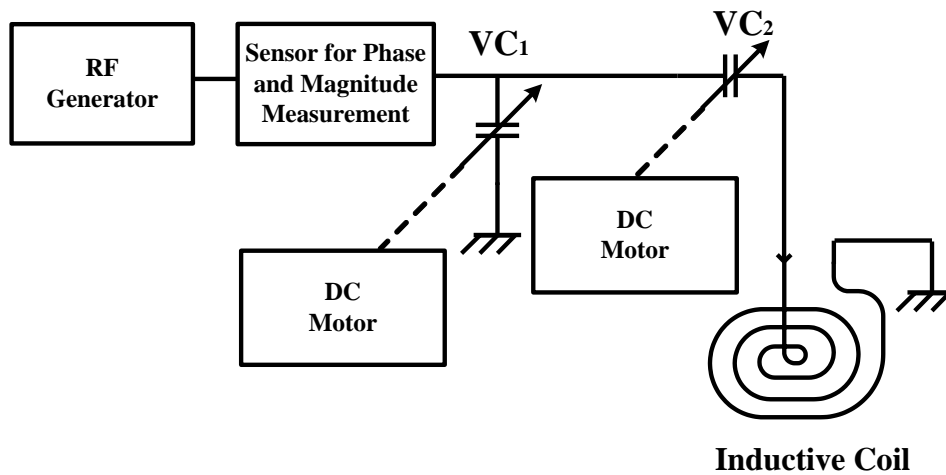 RF
Generator
Sensor for Phase
and Magnitude
Measurement
VC1
VC2
DC
Motor
DC
Motor
Inductive Coil